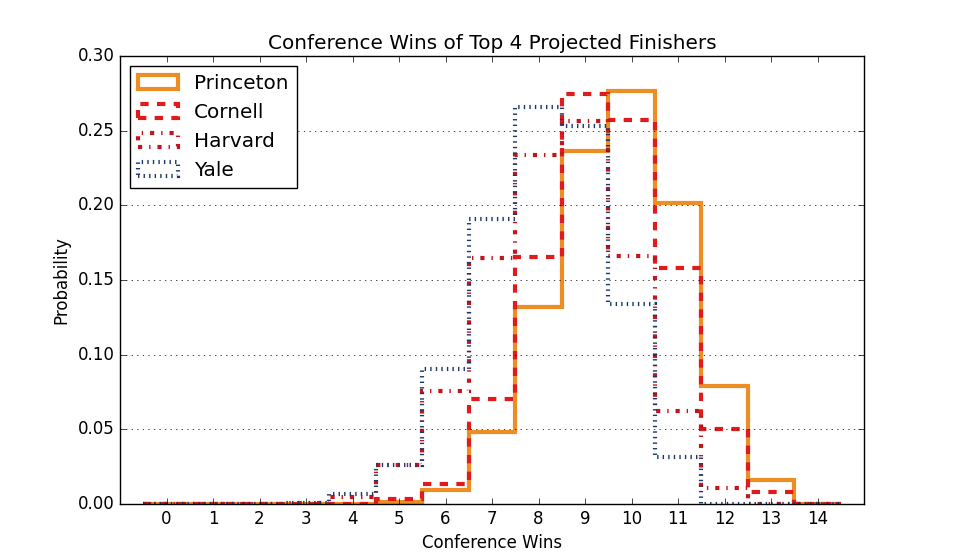 Conference Wins of Top 4 Projected Finishers
0.30
0.25
0.20
0.15
0.10
0.05
0.00
Probability
Princeton
Cornell
Harvard
Yale
0 1 2 3 4 5 6 7 8 9 10 11 12 13 14
Conference Wins